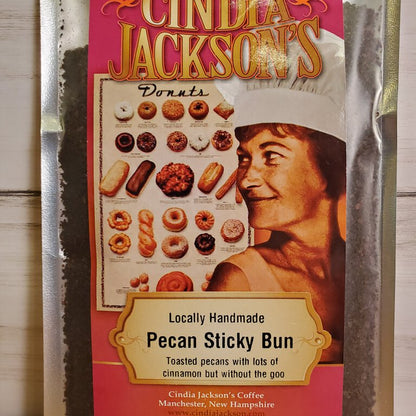 CINDIA
JACKSON'S
Donuts
Locally Handmade
Pecan Sticky Bun
Toasted pecans with lots of
cinnamon but without the goo
Cindia Jackson's Coffee
Manchester, New Hampshire
www.cindiajackson.com